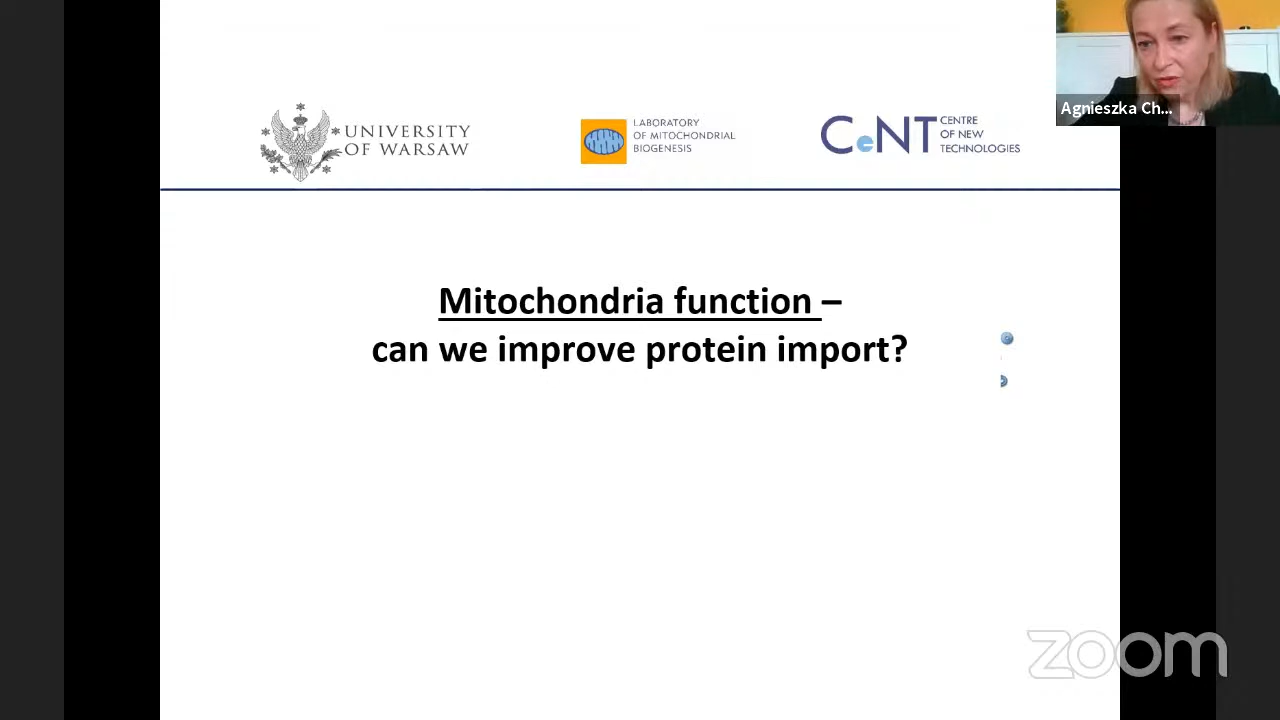 Agnieszka Ch...
UNIVERSITY
OF WARSAW
LABORATORY
OF MITOCHONDRIAL
BIOGENESIS
CeNT
CENTRE
OF NEW
TECHNOLOGIES
Mitochondria function –
can we improve protein import?
zoom